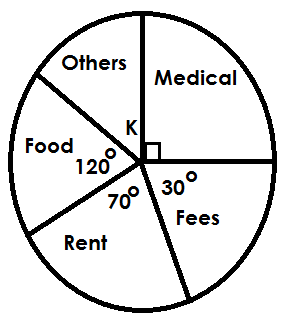 Others
Medical
K
Food
120°
30°
70°
Fees
Rent